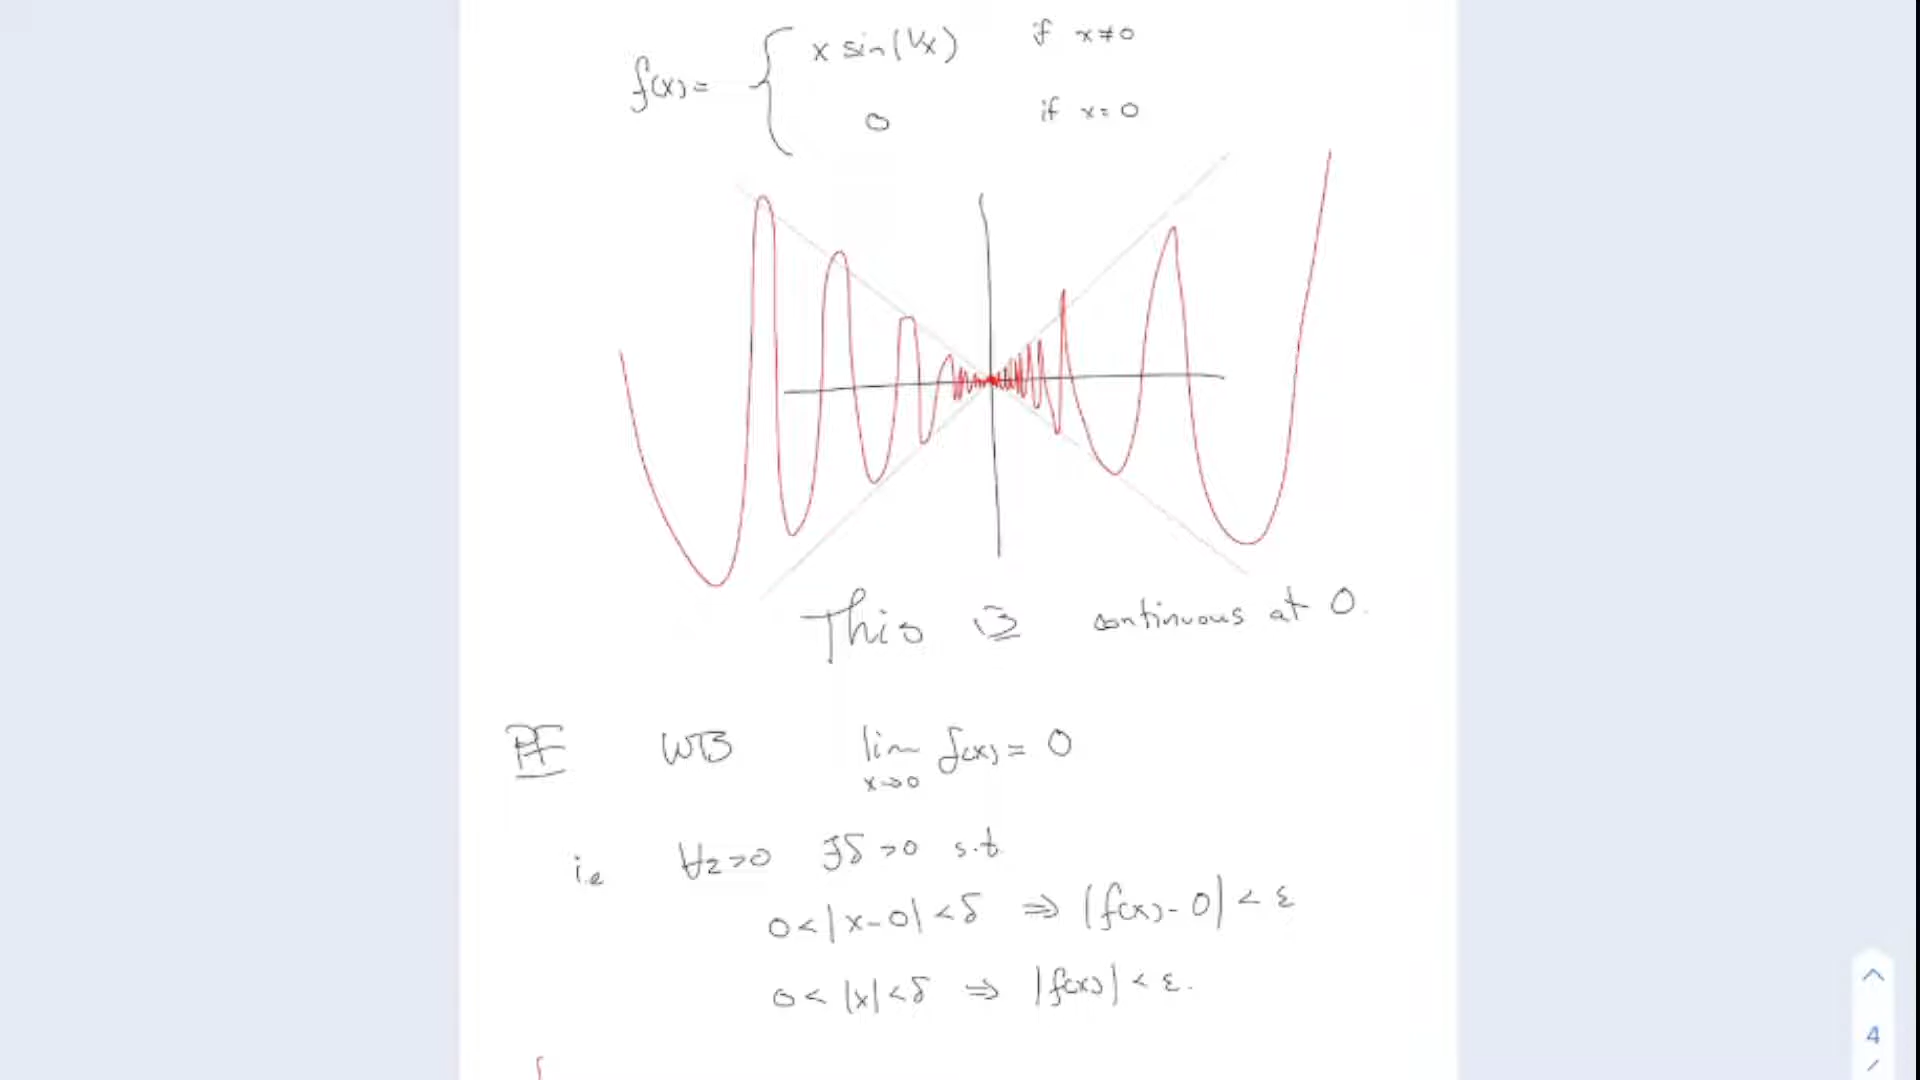 f(x) = { x sin(1/x) if x≠0
0 if x=0
This is continuous at 0.
PF WTS lim f(x) = 0
x→0
i.e. ∀ε>0 ∃δ>0 s.t.
0<|x-0|<δ ⇒ |f(x)-0|<ε
0<|x|<δ ⇒ |f(x)|<ε.
4